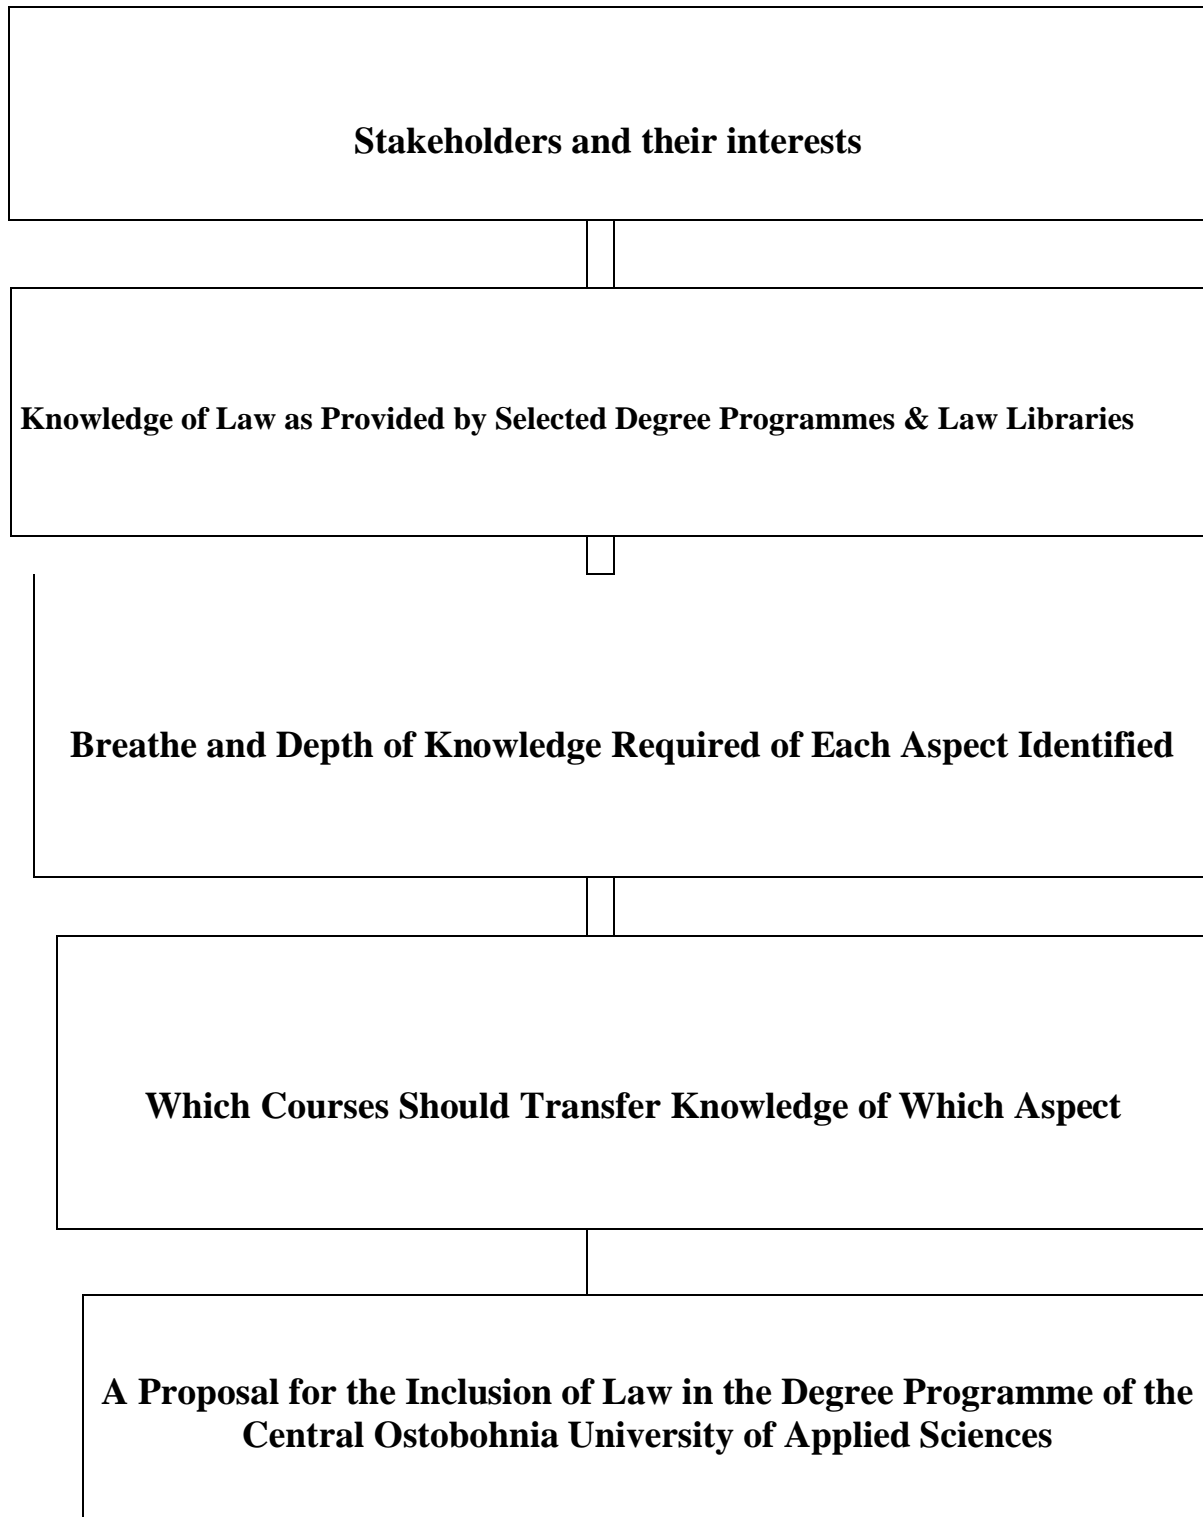 Stakeholders and their interests
Knowledge of Law as Provided by Selected Degree Programmes & Law Libraries
Breathe and Depth of Knowledge Required of Each Aspect Identified
Which Courses Should Transfer Knowledge of Which Aspect
A Proposal for the Inclusion of Law in the Degree Programme of the
Central Ostobohnia University of Applied Sciences